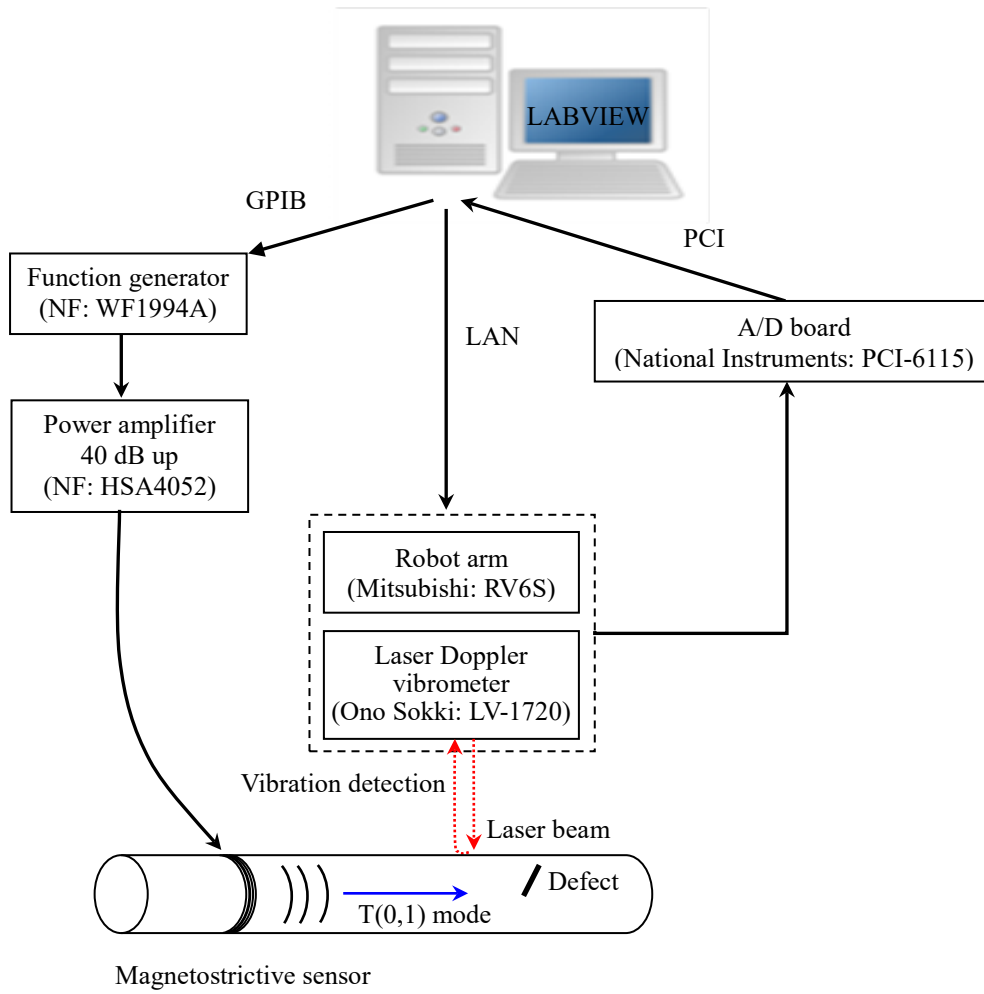 LABVIEW
GPIB
PCI
Function generator
(NF: WF1994A)
LAN
A/D board
(National Instruments: PCI-6115)
Power amplifier
40 dB up
(NF: HSA4052)
Robot arm
(Mitsubishi: RV6S)
Laser Doppler
vibrometer
(Ono Sokki: LV-1720)
Vibration detection
Laser beam
Defect
T(0,1) mode
Magnetostrictive sensor